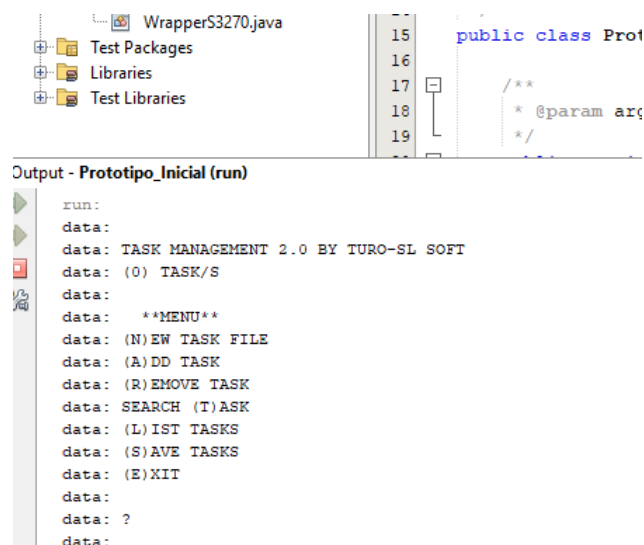 WrapperS3270.java
Test Packages
Libraries
Test Libraries
15 public class Prot
16
17 /**
18 * @param arg
19 */
Output - Prototipo_Inicial (run)
run:
data:
data: TASK MANAGEMENT 2.0 BY TURO-SL SOFT
data: (0) TASK/S
data:
data: **MENU**
data: (N)EW TASK FILE
data: (A)DD TASK
data: (R)EMOVE TASK
data: SEARCH (T)ASK
data: (L)IST TASKS
data: (S)AVE TASKS
data: (E)XIT
data:
data: ?
data: